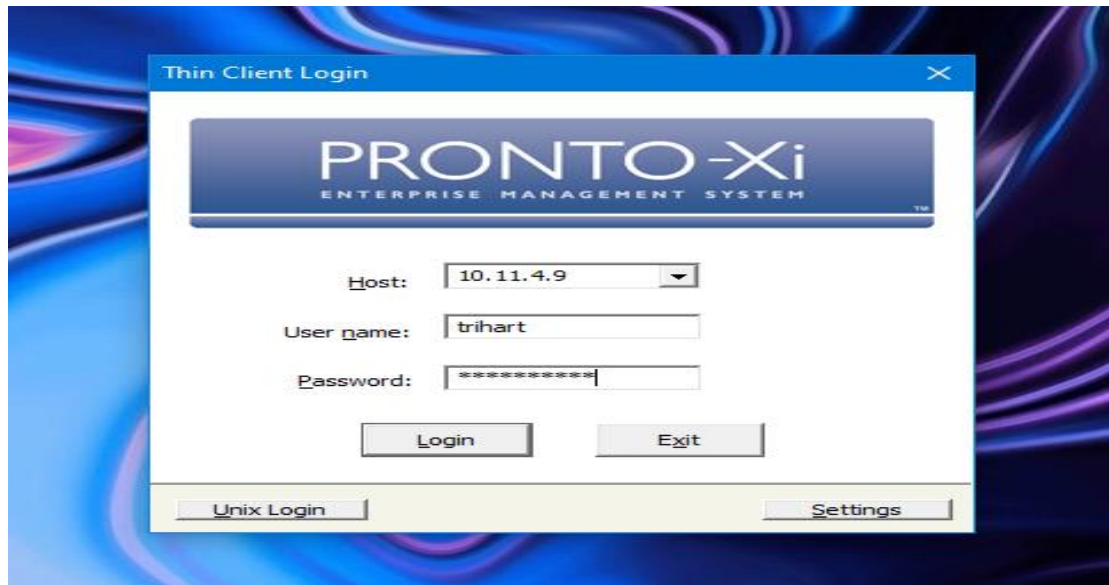 Thin Client Login
PRONTO-Xi
ENTERPRISE MANAGEMENT SYSTEM
TM
Host: 10.11.4.9
User name: trihart
Password: **********
Login Exit
Unix Login Settings